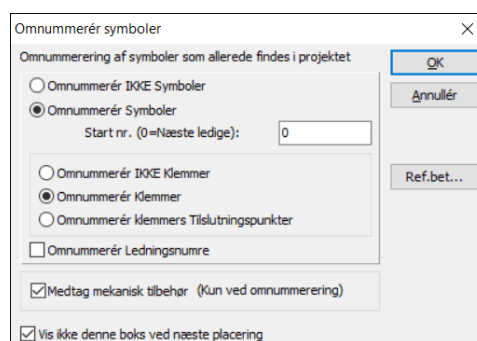 Omnummerér symboler
Omnummerering af symboler som allerede findes i projektet
OK
Omnummerér IKKE Symboler
Annullér
Omnummerér Symboler
Start nr. (0=Næste ledige):
0
Omnummerér IKKE Klemmer
Ref.bet...
Omnummerér Klemmer
Omnummerér klemmers Tilslutningspunkter
Omnummerér Ledningsnumre
Medtag mekanisk tilbehør (Kun ved omnummerering)
Vis ikke denne boks ved næste placering